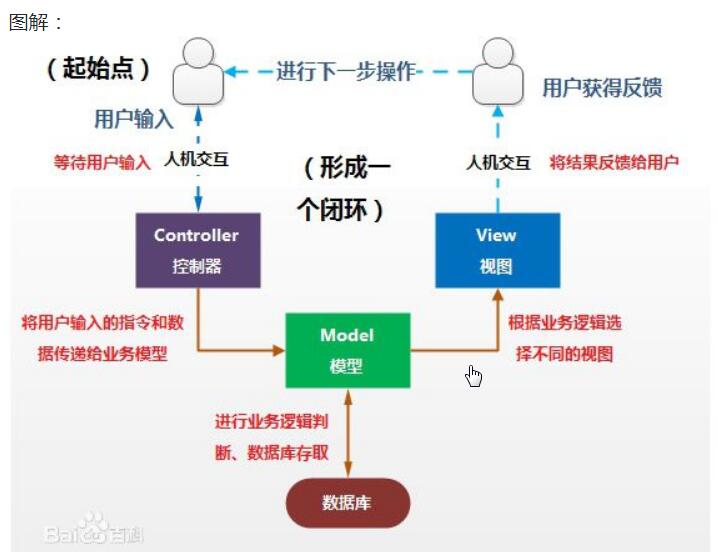 图解：
（起始点）
进行下一步操作
用户获得反馈
用户输入
等待用户输入
人机交互
（形成一
个闭环）
人机交互
将结果反馈给用户
Controller
控制器
View
视图
将用户输入的指令和数
据传递给业务模型
Model
模型
根据业务逻辑选
择不同的视图
进行业务逻辑判
断、数据库存取
数据库
Baidu百科